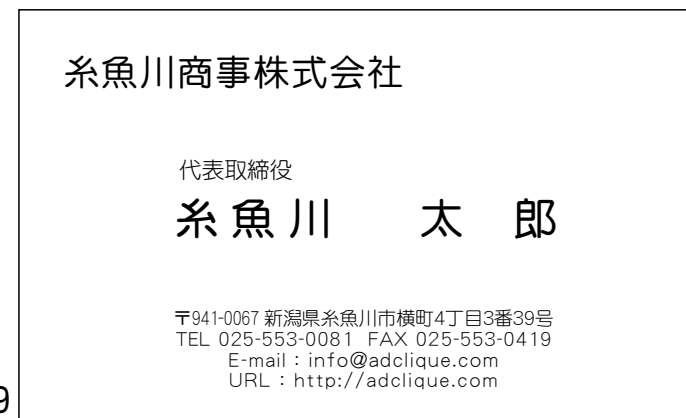 糸魚川商事株式会社
代表取締役
糸魚川 太 郎
〒941-0067 新潟県糸魚川市横町4丁目3番39号
TEL 025-553-0081 FAX 025-553-0419
E-mail：info@adclique.com
URL：http://adclique.com
9